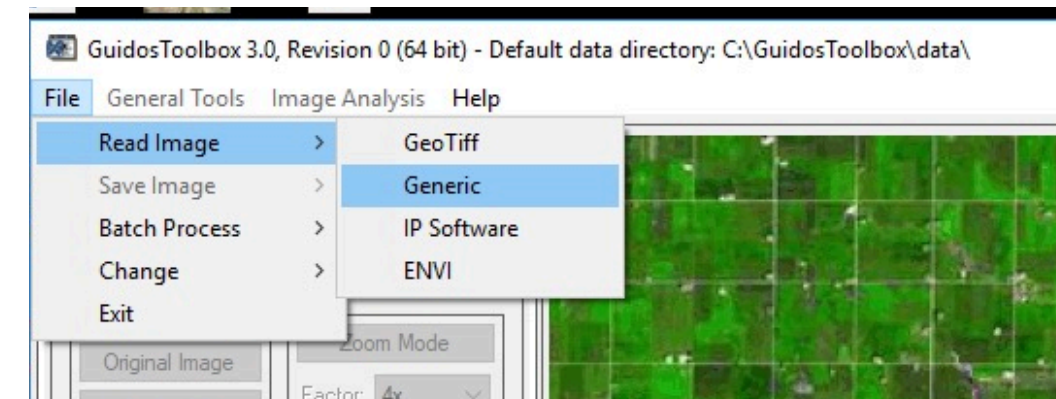 GuidosToolbox 3.0, Revision 0 (64 bit) - Default data directory: C:\GuidosToolbox\data\
File General Tools Image Analysis Help
Read Image >
Save Image >
Batch Process >
Change >
Exit
GeoTiff
Generic
IP Software
ENVI
Original Image
Zoom Mode
Factor: 4x